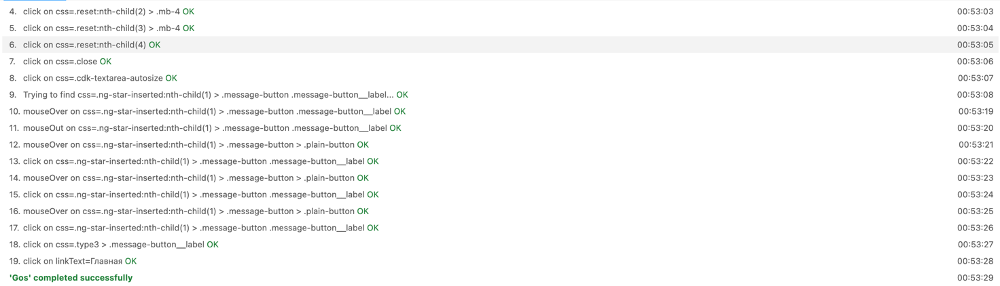 4. click on css=.reset:nth-child(2) > .mb-4 OK 00:53:03
5. click on css=.reset:nth-child(3) > .mb-4 OK 00:53:04
6. click on css=.reset:nth-child(4) OK 00:53:05
7. click on css=.close OK 00:53:06
8. click on css=.cdk-textarea-autosize OK 00:53:07
9. Trying to find css=.ng-star-inserted:nth-child(1) > .message-button .message-button__label... OK 00:53:08
10. mouseOver on css=.ng-star-inserted:nth-child(1) > .message-button .message-button__label OK 00:53:19
11. mouseOut on css=.ng-star-inserted:nth-child(1) > .message-button .message-button__label OK 00:53:20
12. mouseOver on css=.ng-star-inserted:nth-child(1) > .message-button > .plain-button OK 00:53:21
13. click on css=.ng-star-inserted:nth-child(1) > .message-button .message-button__label OK 00:53:22
14. mouseOver on css=.ng-star-inserted:nth-child(1) > .message-button > .plain-button OK 00:53:23
15. click on css=.ng-star-inserted:nth-child(1) > .message-button .message-button__label OK 00:53:24
16. mouseOver on css=.ng-star-inserted:nth-child(1) > .message-button > .plain-button OK 00:53:25
17. click on css=.ng-star-inserted:nth-child(1) > .message-button .message-button__label OK 00:53:26
18. click on css=.type3 > .message-button__label OK 00:53:27
19. click on linkText=Главная OK 00:53:28
'Gos' completed successfully 00:53:29